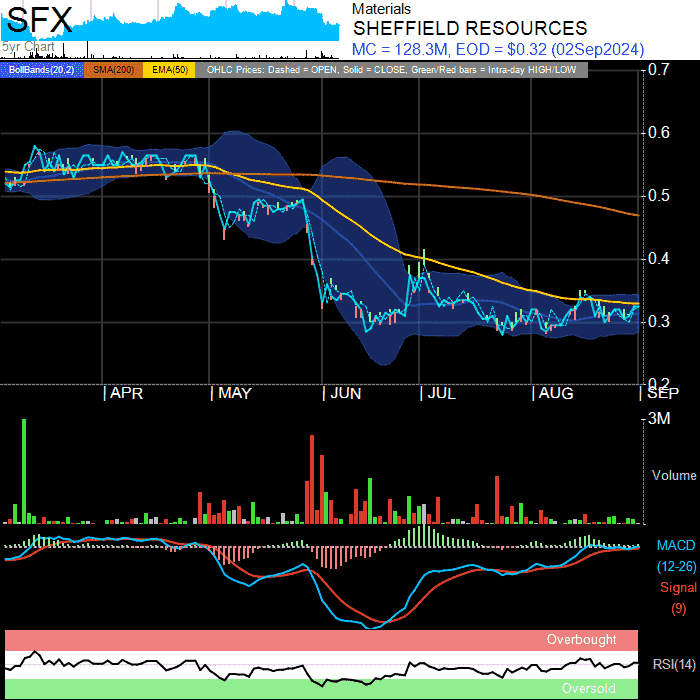 SFX
5yr Chart
Materials
SHEFFIELD RESOURCES
MC = 128.3M, EOD = $0.32 (02Sep2024)
BollBands(20,2) SMA(200) EMA(50) OHLC Prices: Dashed = OPEN, Solid = CLOSE, Green/Red bars = Intra-day HIGH/LOW
0.7
0.6
0.5
0.4
0.3
0.2
APR MAY JUN JUL AUG SEP
3M
Volume
MACD
(12-26)
Signal
(9)
Overbought
RSI(14)
Oversold